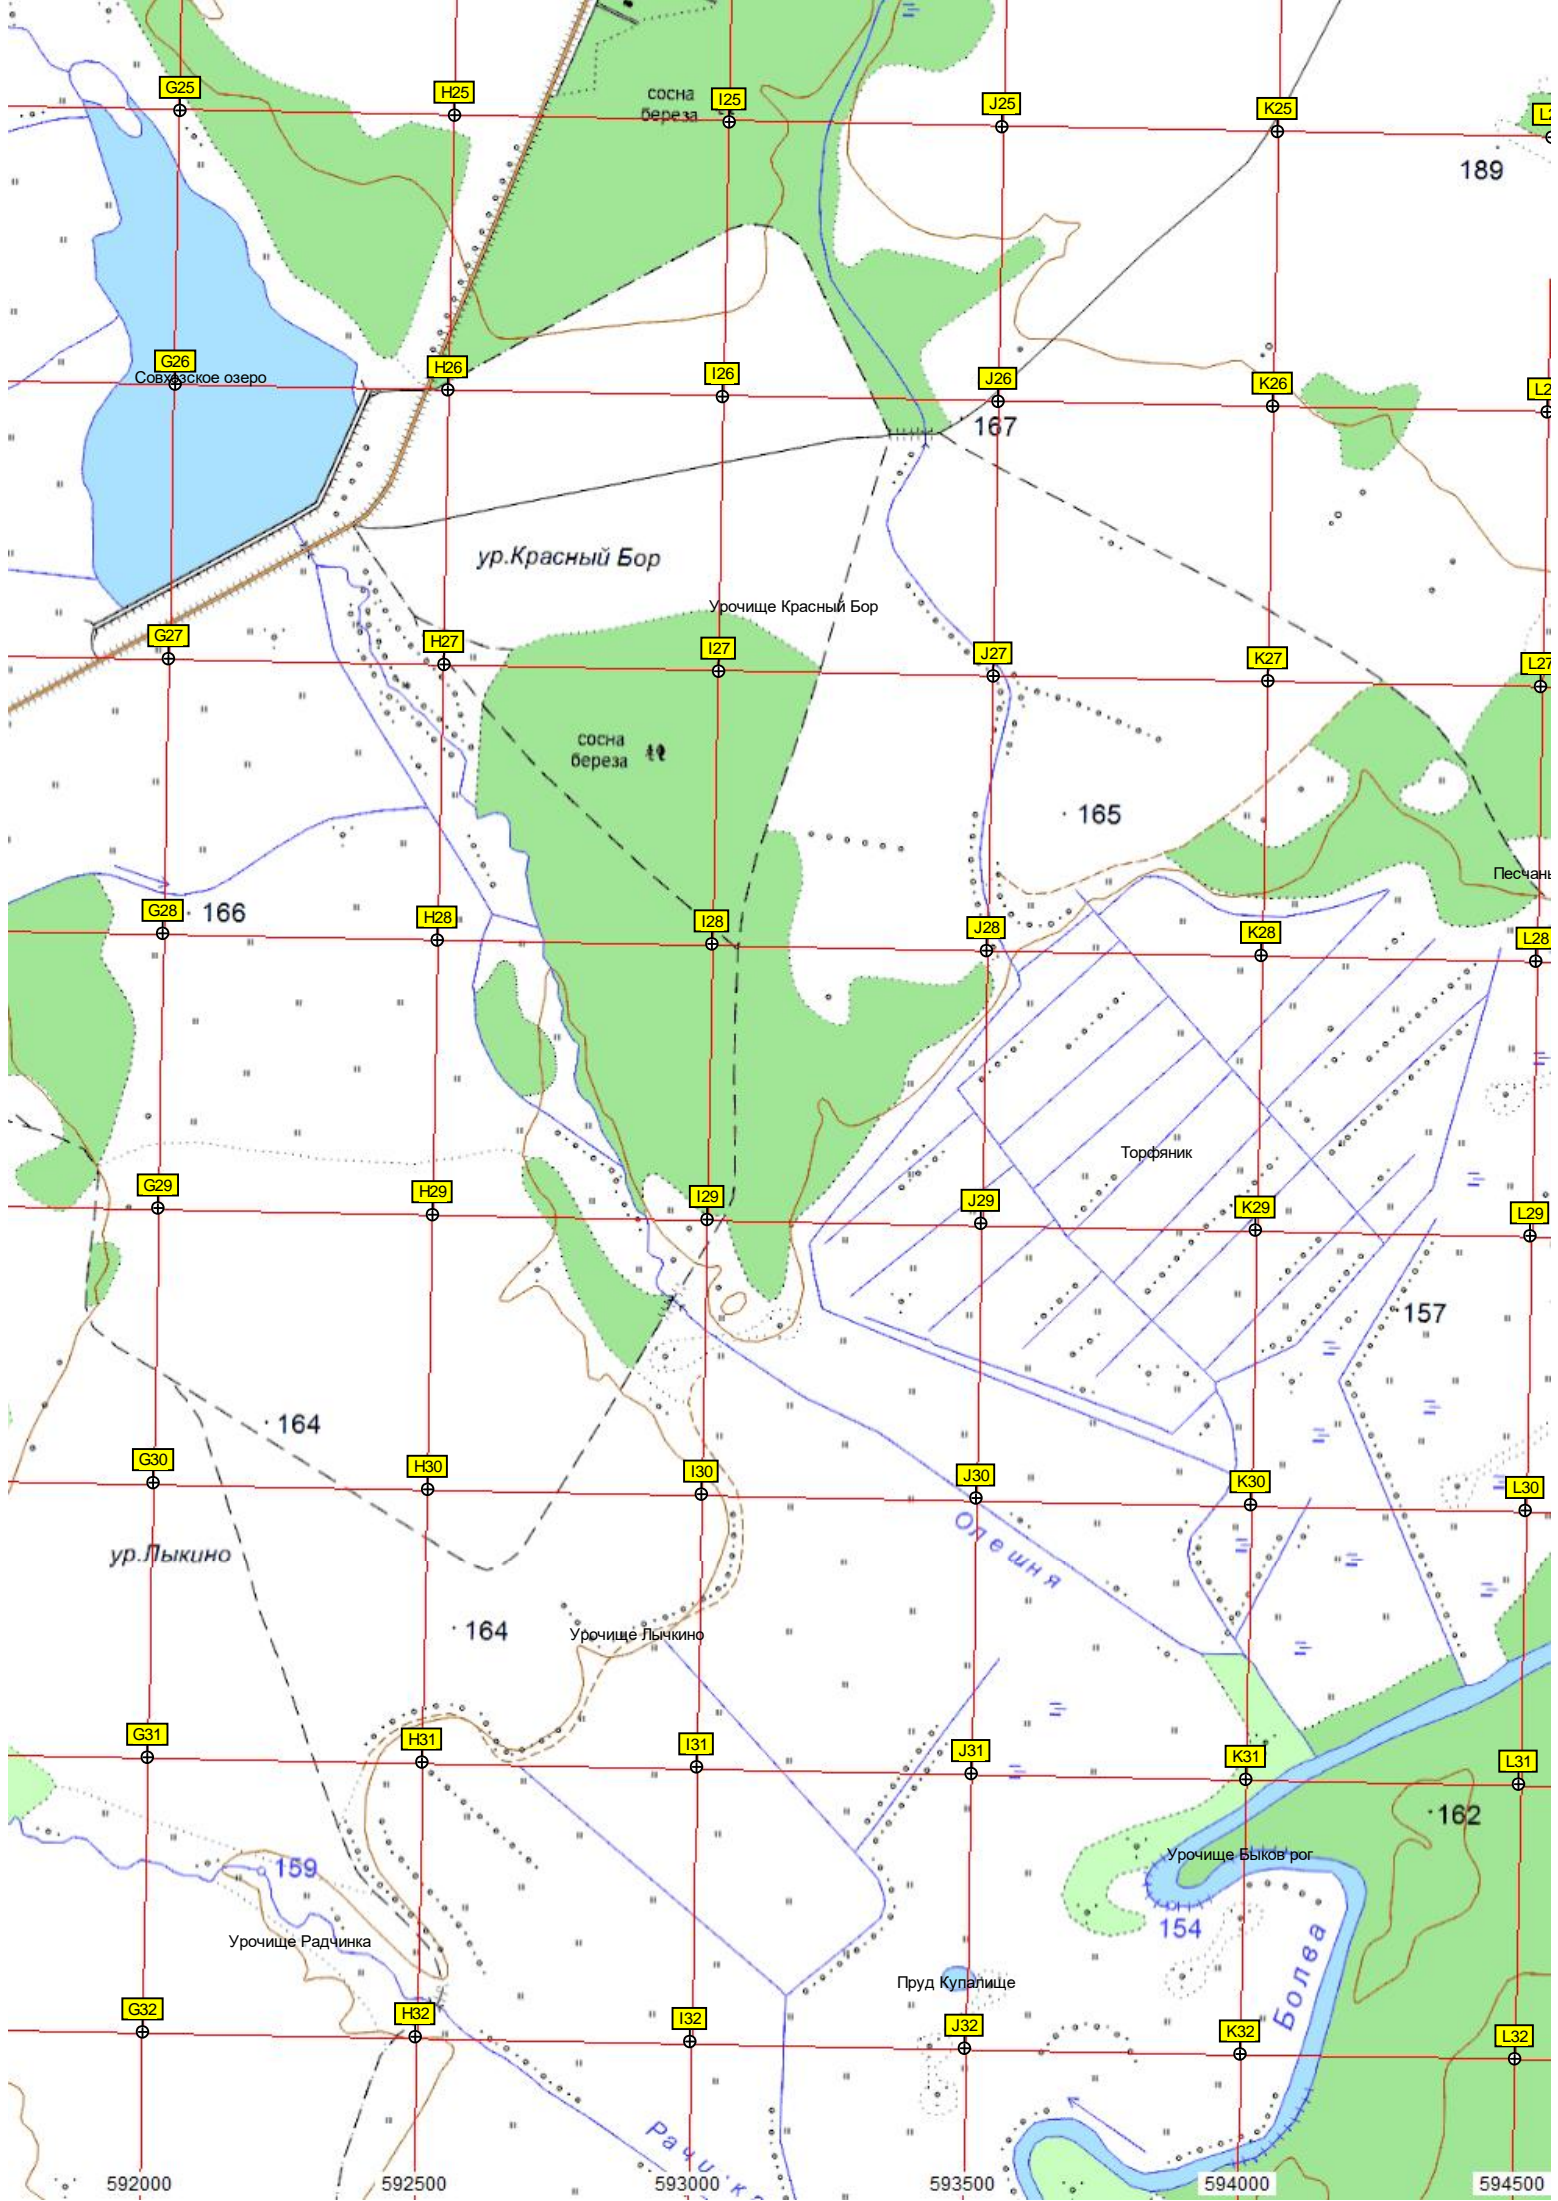 G25
H25
I25
J25
K25
сосна
береза
189
G26
H26
I26
J26
K26
Совхозское озеро
167
ур.Красный Бор
Урочище Красный Бор
G27
H27
I27
J27
K27
L27
сосна
береза
165
G28
166
H28
I28
J28
K28
L28
Торфяник
G29
H29
I29
J29
K29
L29
157
164
G30
H30
I30
J30
K30
L30
Олешня
ур.Лыкино
164
Урочище Лычкино
G31
H31
I31
J31
K31
L31
162
Урочище Быков рог
159
154
Урочище Радчинка
Болва
Пруд Купалище
G32
H32
I32
J32
K32
L32
592000
592500
593000
593500
594000
594500